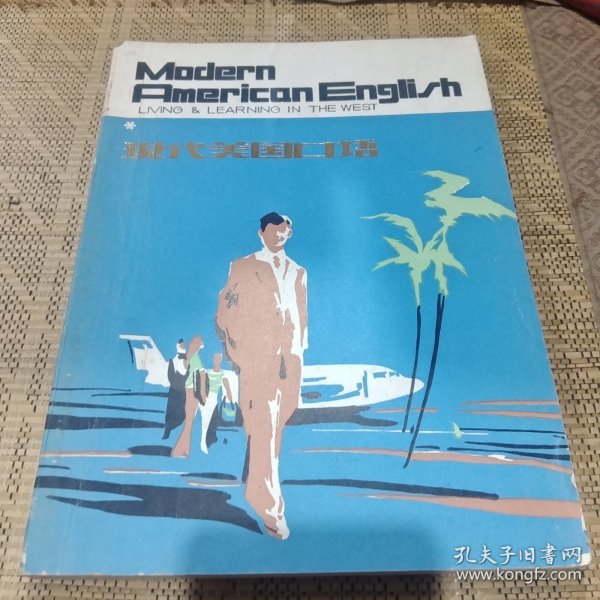 Modern
American English
LIVING & LEARNING IN THE WEST
*
现代美国口语
孔夫子旧书网
www.kongfz.com